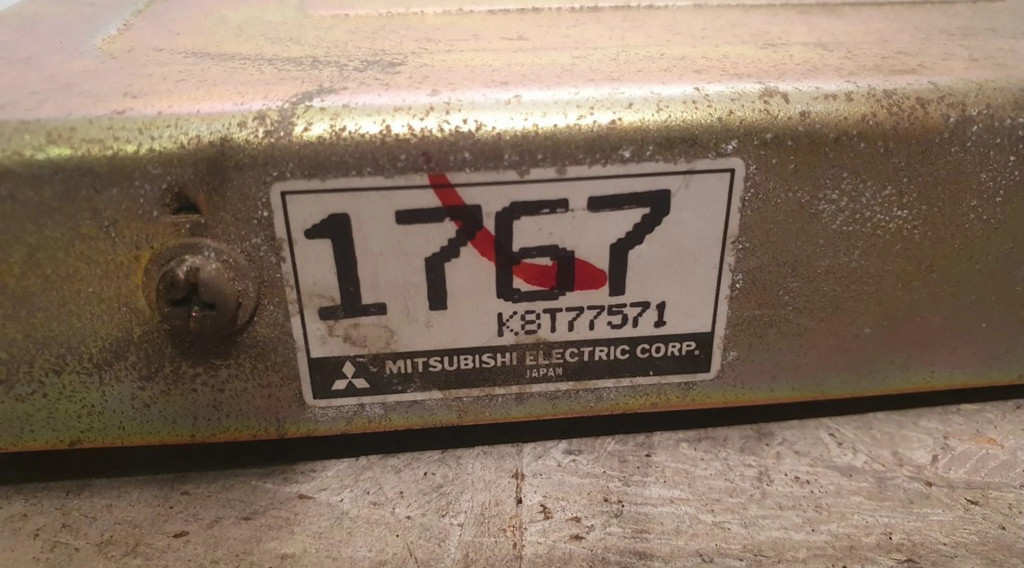 1767
K8T77571
MITSUBISHI ELECTRIC CORP.
JAPAN